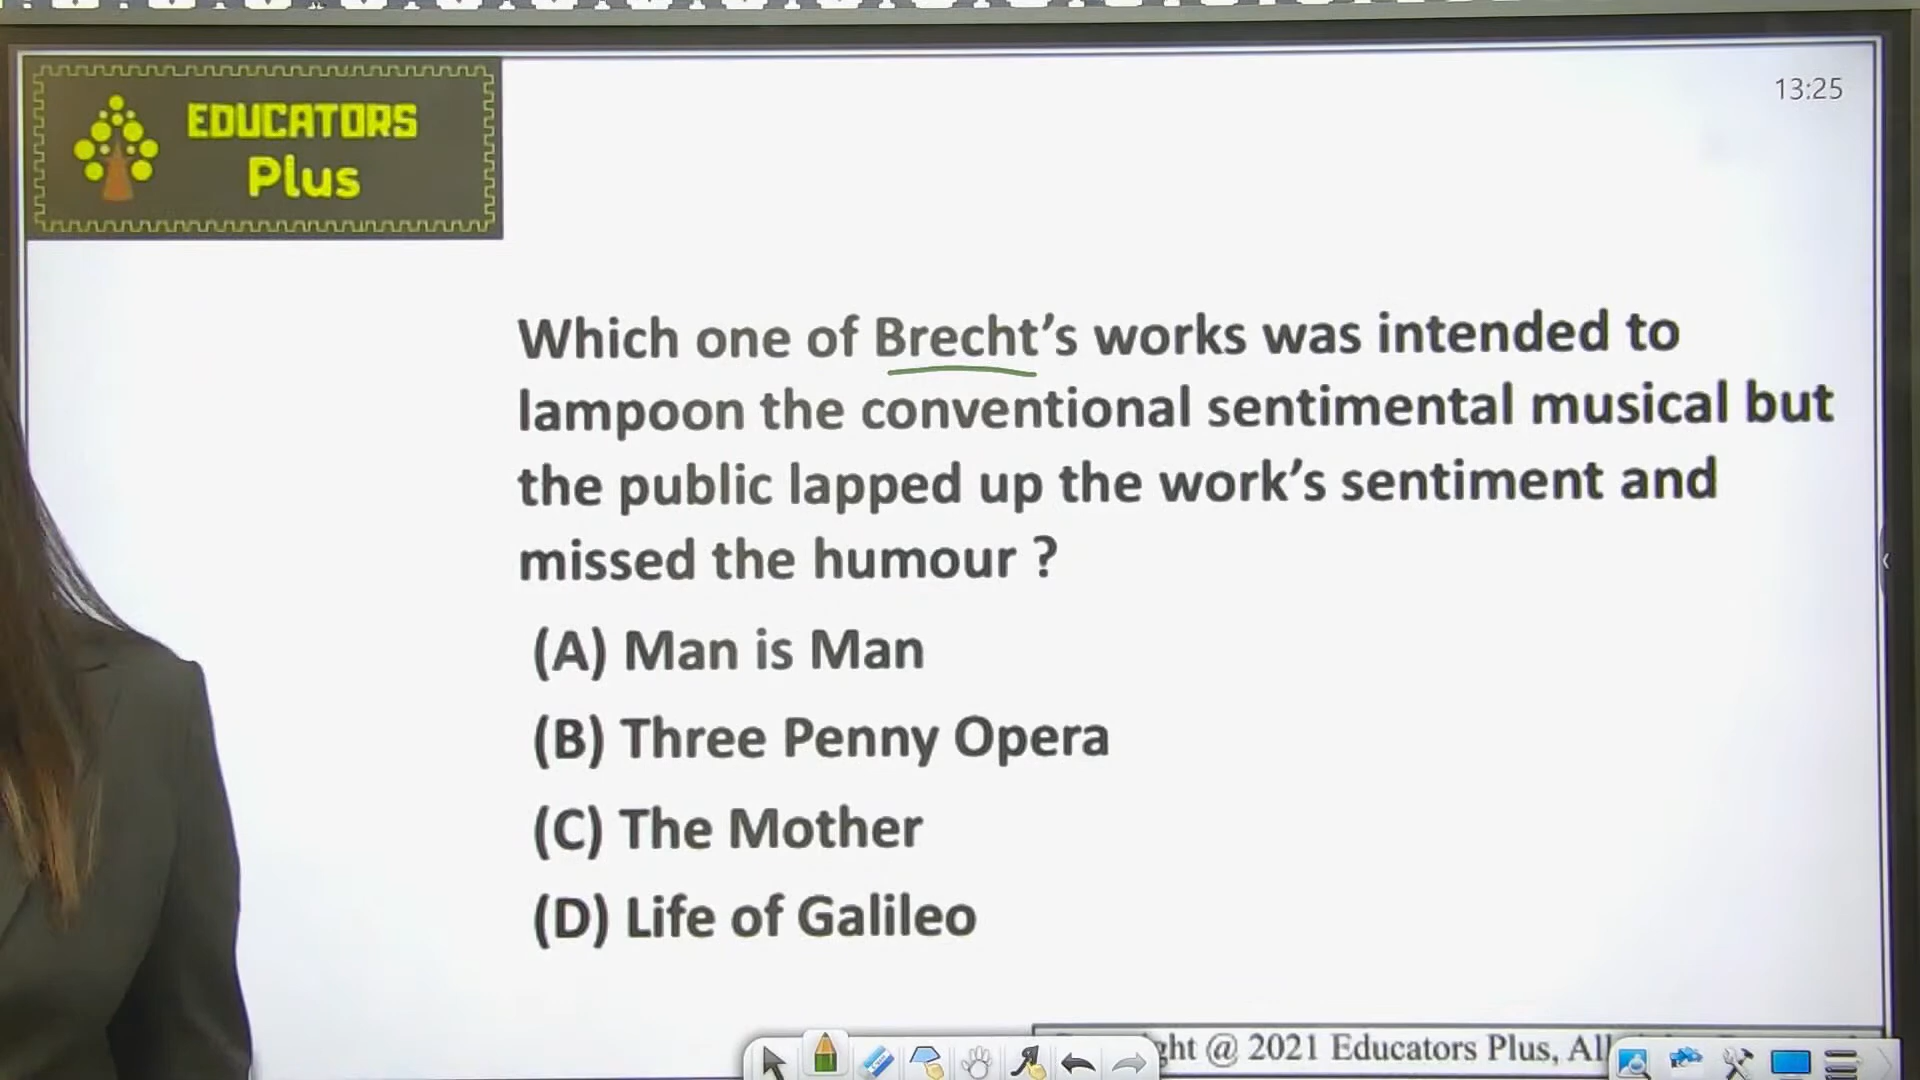 EDUCATORS
Plus
13:25
Which one of Brecht’s works was intended to
lampoon the conventional sentimental musical but
the public lapped up the work’s sentiment and
missed the humour ?
(A) Man is Man
(B) Three Penny Opera
(C) The Mother
(D) Life of Galileo
@ 2021 Educators Plus, All